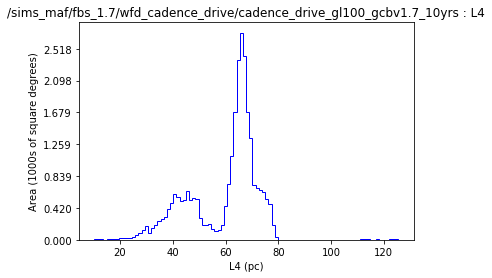 /sims_maf/fbs_1.7/wfd_cadence_drive/cadence_drive_gl100_gcbv1.7_10yrs : L4
2.518
2.098
1.679
1.259
0.839
0.420
0.000
Area (1000s of square degrees)
20 40 60 80 100 120
L4 (pc)